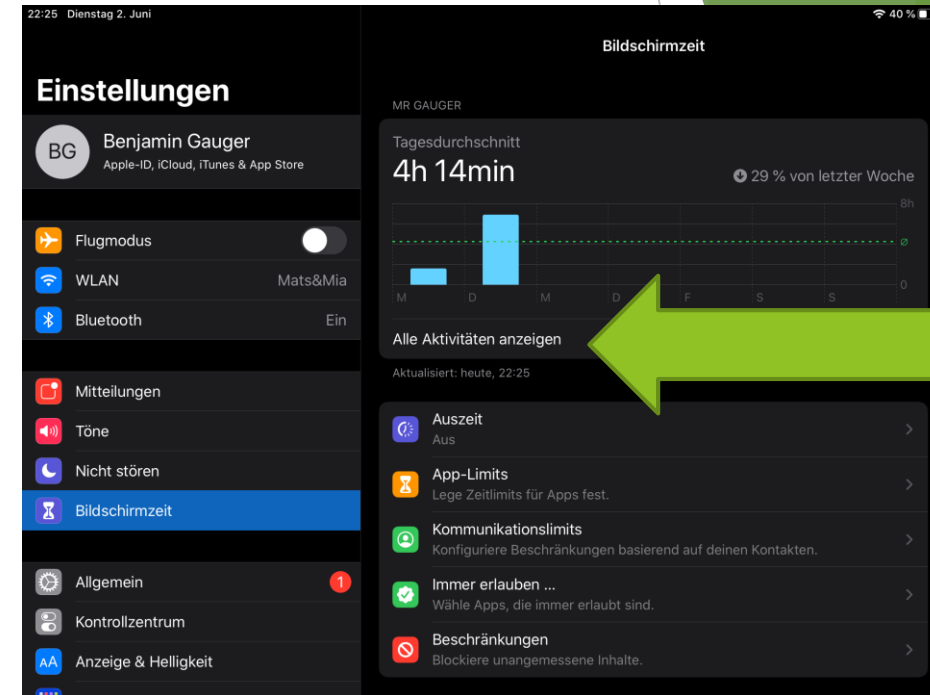 22:25 Dienstag 2. Juni
40 %
Einstellungen
BG
Benjamin Gauger
Apple-ID, iCloud, iTunes & App Store
Flugmodus
WLAN Mats&Mia
Bluetooth Ein
Mitteilungen
Töne
Nicht stören
Bildschirmzeit
Allgemein 1
Kontrollzentrum
AA Anzeige & Helligkeit
Bildschirmzeit
MR GAUGER
Tagesdurchschnitt
4h 14min
29 % von letzter Woche
8h
ø
0
M D M D F S S
Alle Aktivitäten anzeigen
Aktualisiert: heute, 22:25
Auszeit
Aus
App-Limits
Lege Zeitlimits für Apps fest.
Kommunikationslimits
Konfiguriere Beschränkungen basierend auf deinen Kontakten.
Immer erlauben ...
Wähle Apps, die immer erlaubt sind.
Beschränkungen
Blockiere unangemessene Inhalte.